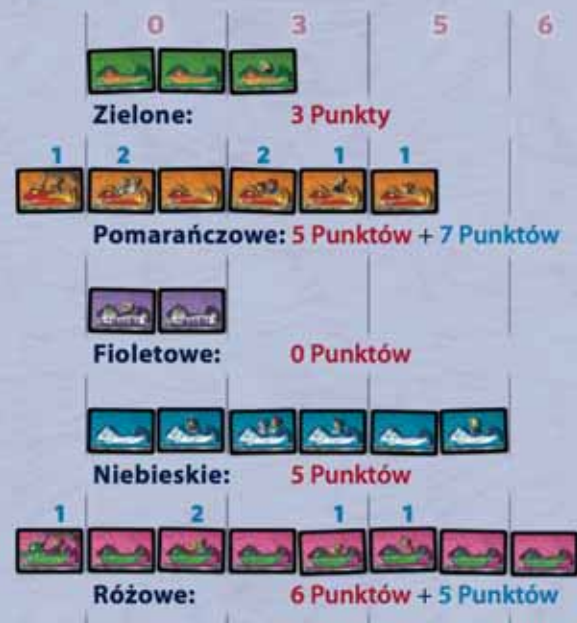 0 3 5 6
Zielone: 3 Punkty
1 2 2 1 1
Pomarańczowe: 5 Punktów + 7 Punktów
Fioletowe: 0 Punktów
Niebieskie: 5 Punktów
1 2 1 1
Różowe: 6 Punktów + 5 Punktów